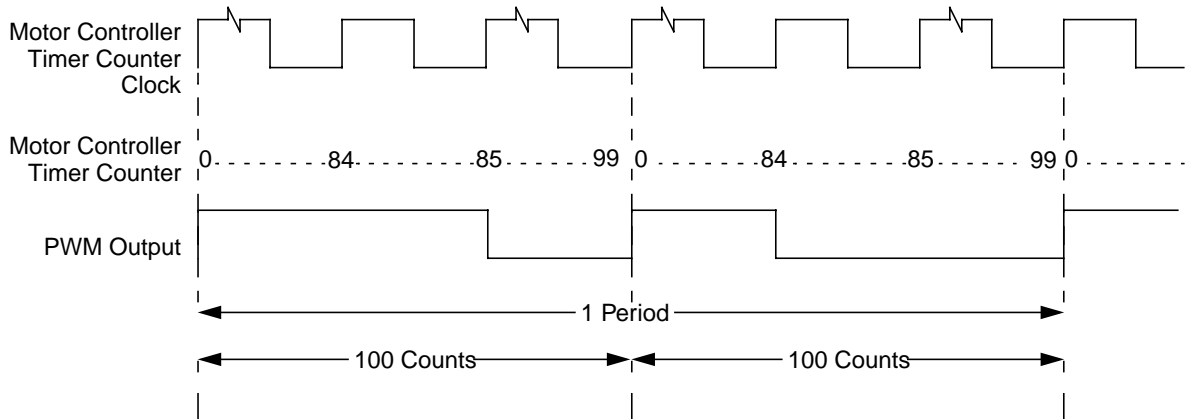 Motor Controller
Timer Counter
Clock
Motor Controller
Timer Counter
0 84 85 99 0 84 85 99 0
PWM Output
1 Period
100 Counts 100 Counts